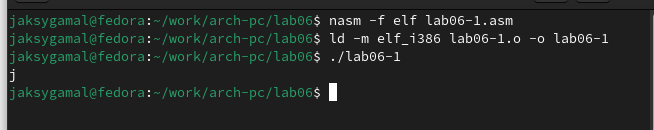 jaksygamal@fedora:~/work/arch-pc/lab06$ nasm -f elf lab06-1.asm
jaksygamal@fedora:~/work/arch-pc/lab06$ ld -m elf_i386 lab06-1.o -o lab06-1
jaksygamal@fedora:~/work/arch-pc/lab06$ ./lab06-1
j
jaksygamal@fedora:~/work/arch-pc/lab06$